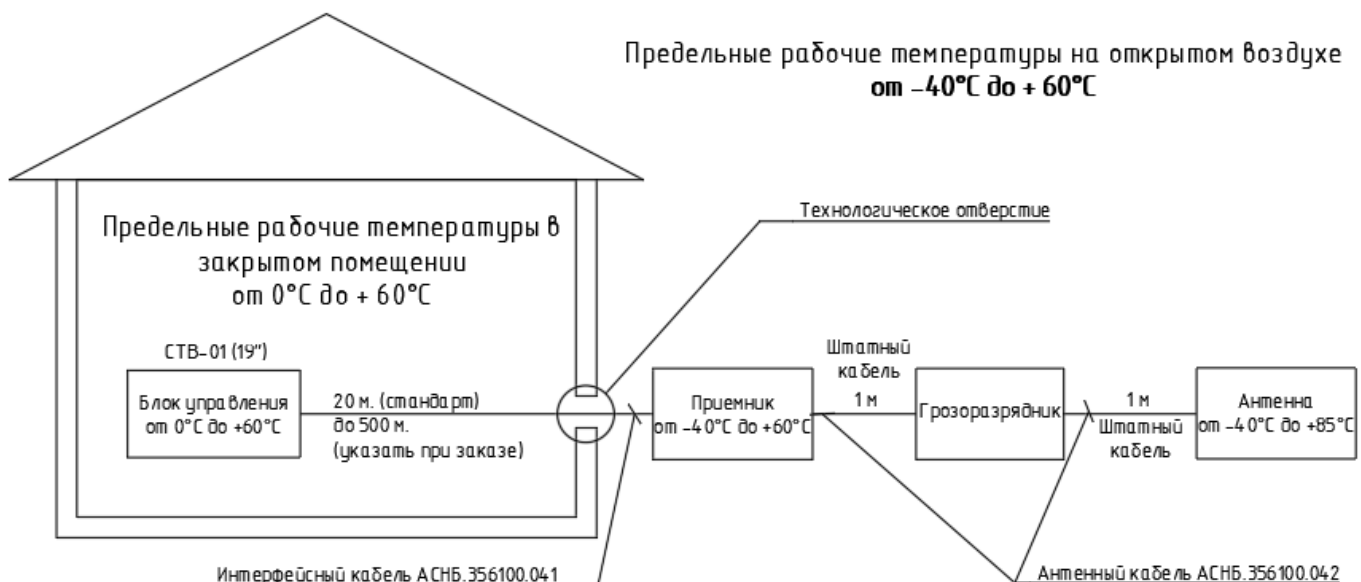 Предельные рабочие температуры на открытом воздухе
от -40°C до + 60°C
Технологическое отверстие
Предельные рабочие температуры в
закрытом помещении
от 0°C до + 60°C
СТВ-01 (19")
Блок управления
от 0°C до +60°C
20 м. (стандарт)
до 500 м.
(указать при заказе)
Приемник
от -40°C до +60°C
Штатный
кабель
1 м
Грозоразрядник
1 м
Штатный
кабель
Антенна
от -40°C до +85°C
Интерфейсный кабель АСНБ.356100.041
Антенный кабель АСНБ.356100.042